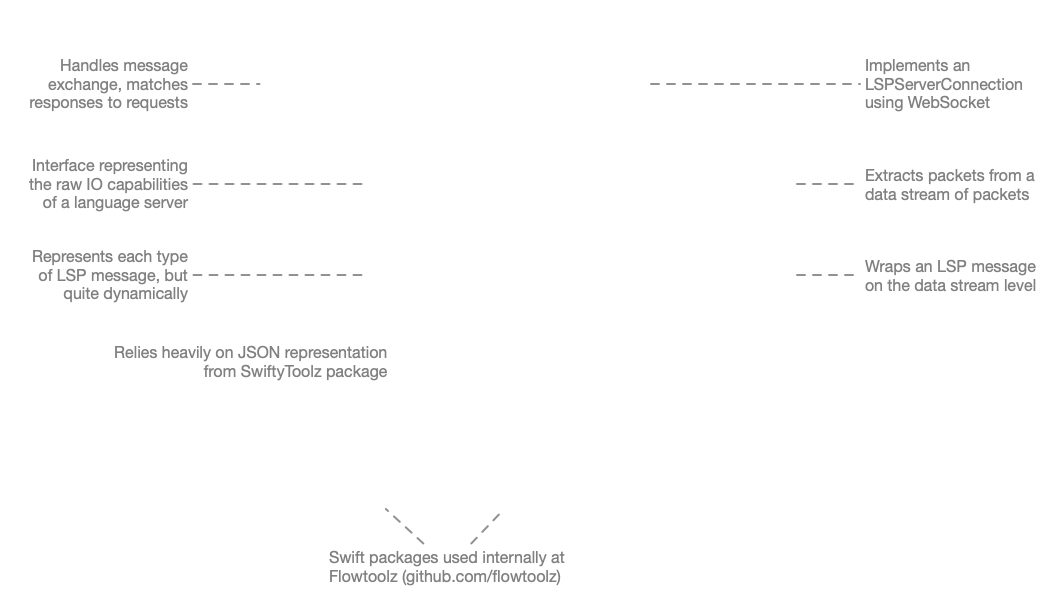 Handles message
exchange, matches
responses to requests
Implements an
LSPServerConnection
using WebSocket
Interface representing
the raw IO capabilities
of a language server
Extracts packets from a
data stream of packets
Represents each type
of LSP message, but
quite dynamically
Wraps an LSP message
on the data stream level
Relies heavily on JSON representation
from SwiftyToolz package
Swift packages used internally at
Flowtoolz (github.com/flowtoolz)